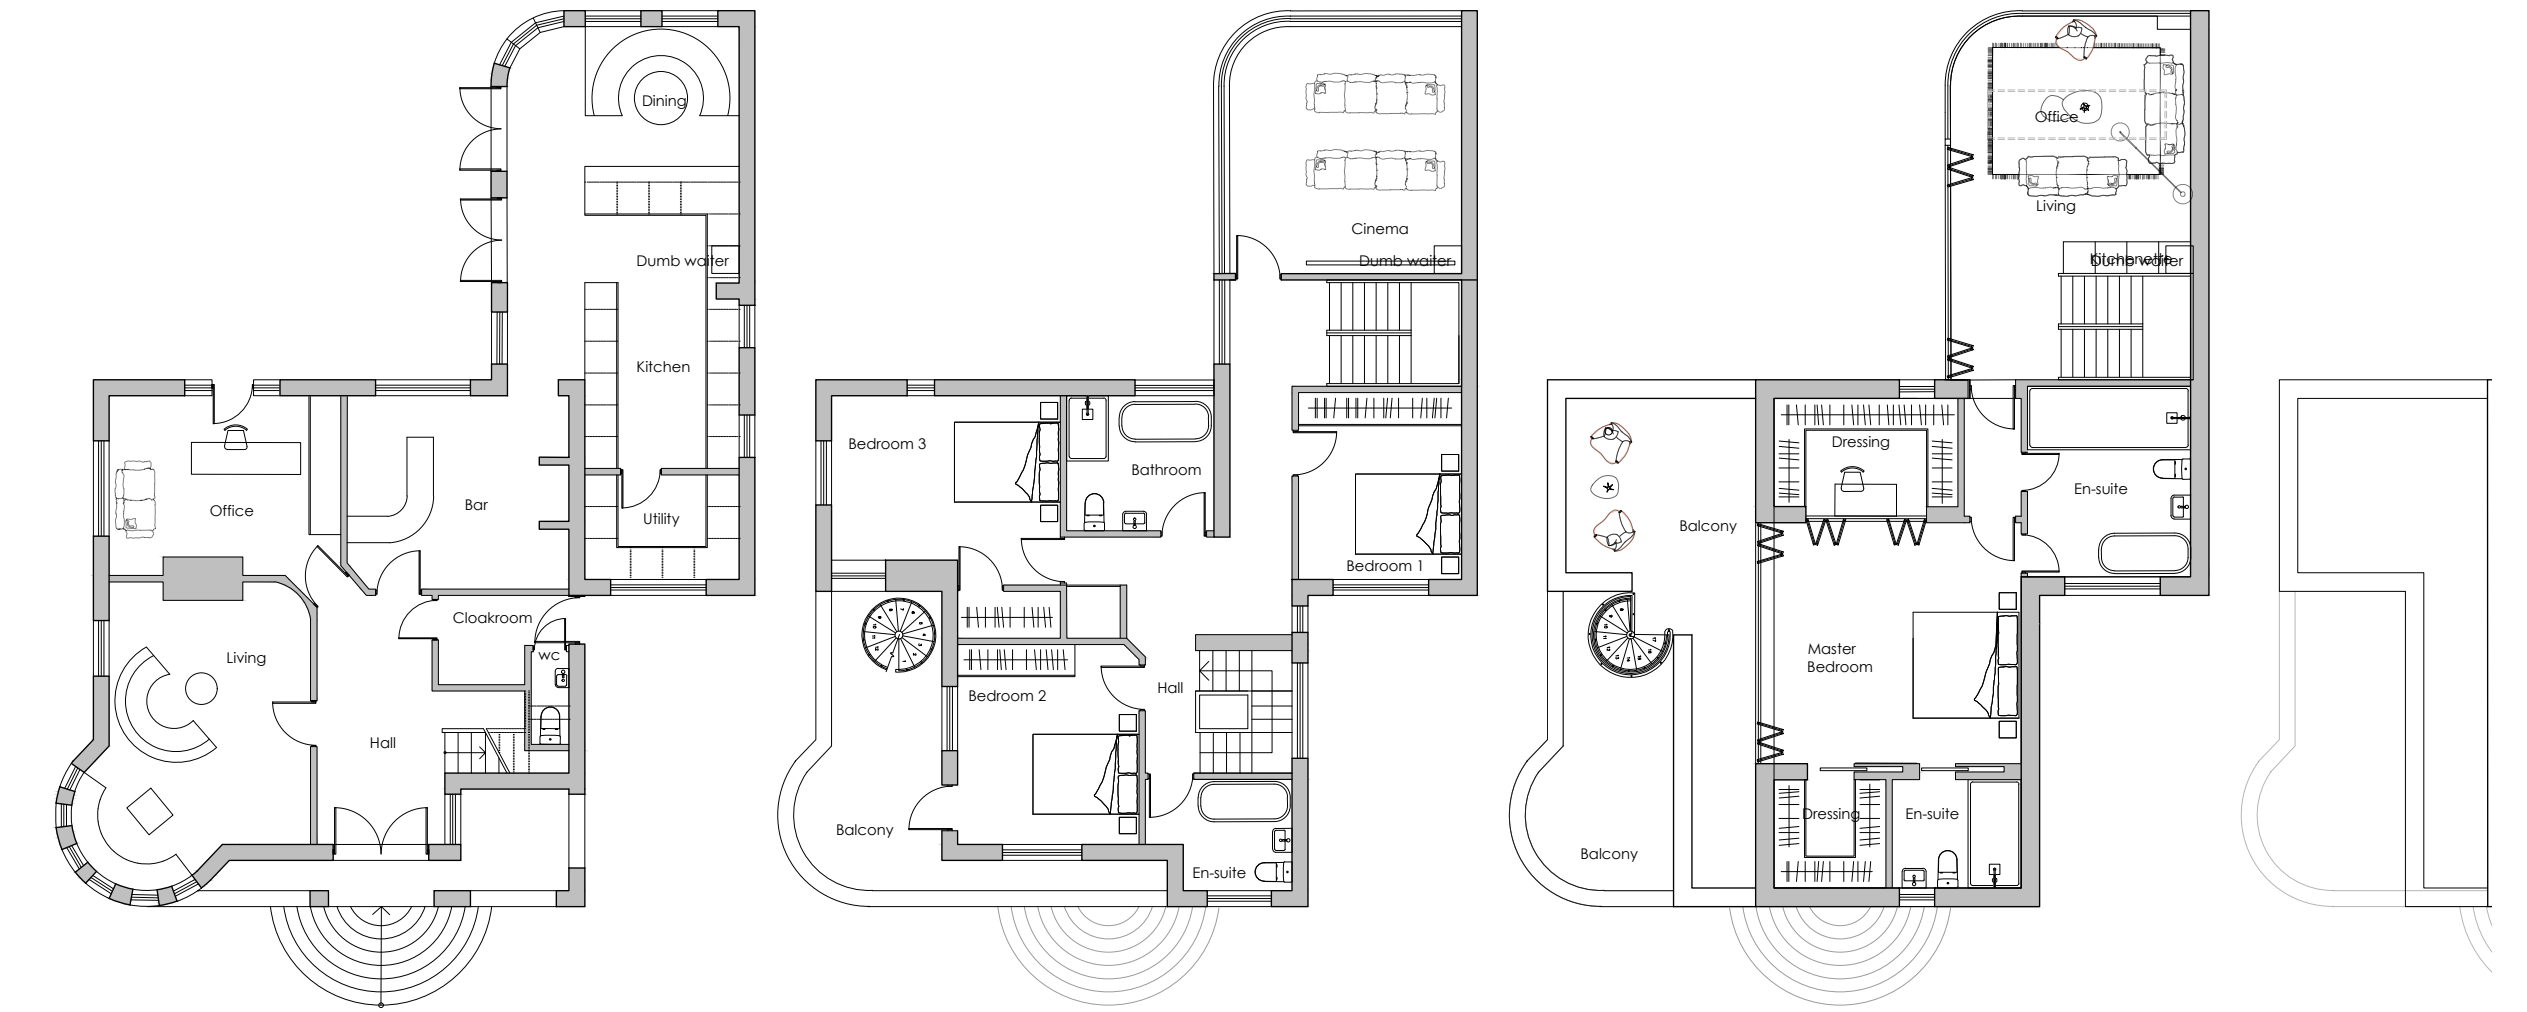 Dining
Dumb waiter
Kitchen
Office
Bar
Utility
Cloakroom
wc
Living
Hall
Cinema
Dumb waiter
Bedroom 3
Bathroom
Bedroom 1
Bedroom 2
Hall
Balcony
En-suite
Office
Living
Kitchenette
Dumb waiter
Dressing
En-suite
Balcony
Master
Bedroom
Dressing
En-suite
Balcony